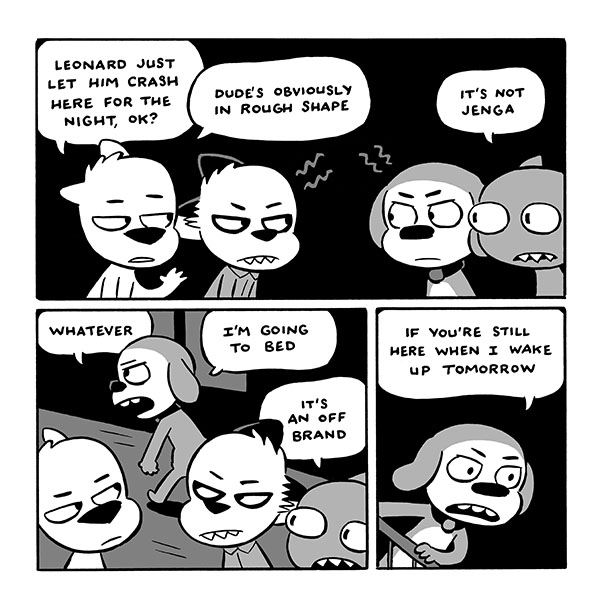 LEONARD JUST
LET HIM CRASH
HERE FOR THE
NIGHT, OK?
DUDE'S OBVIOUSLY
IN ROUGH SHAPE
IT'S NOT
JENGA
WHATEVER
I'M GOING
TO BED
IT'S
AN OFF
BRAND
IF YOU'RE STILL
HERE WHEN I WAKE
UP TOMORROW